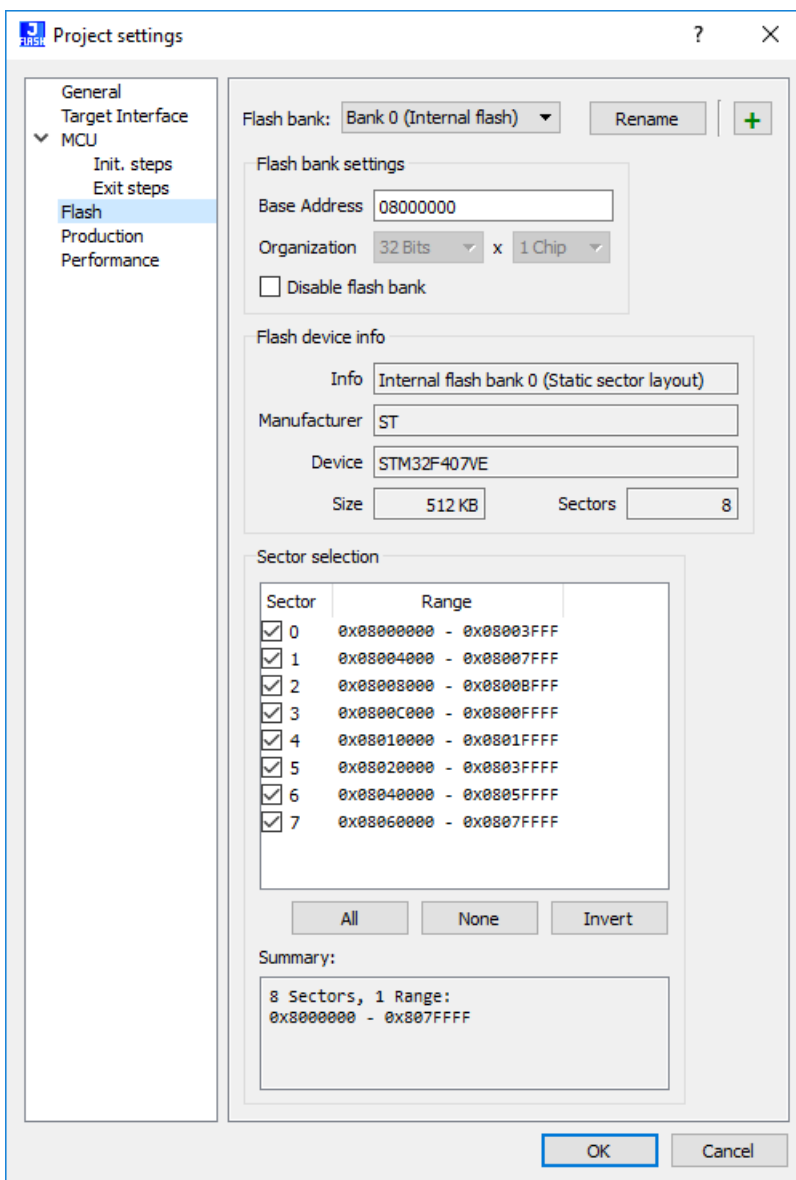 J
FLASH
Project settings
?
General
Target Interface
MCU
Init. steps
Exit steps
Flash
Production
Performance
Flash bank: Bank 0 (Internal flash) Rename +
Flash bank settings
Base Address 08000000
Organization 32 Bits x 1 Chip
Disable flash bank
Flash device info
Info Internal flash bank 0 (Static sector layout)
Manufacturer ST
Device STM32F407VE
Size 512 KB Sectors 8
Sector selection
Sector Range
0 0x08000000 - 0x08003FFF
1 0x08004000 - 0x08007FFF
2 0x08008000 - 0x0800BFFF
3 0x0800C000 - 0x0800FFFF
4 0x08010000 - 0x0801FFFF
5 0x08020000 - 0x0803FFFF
6 0x08040000 - 0x0805FFFF
7 0x08060000 - 0x0807FFFF
All None Invert
Summary:
8 Sectors, 1 Range:
0x8000000 - 0x807FFFF
OK Cancel